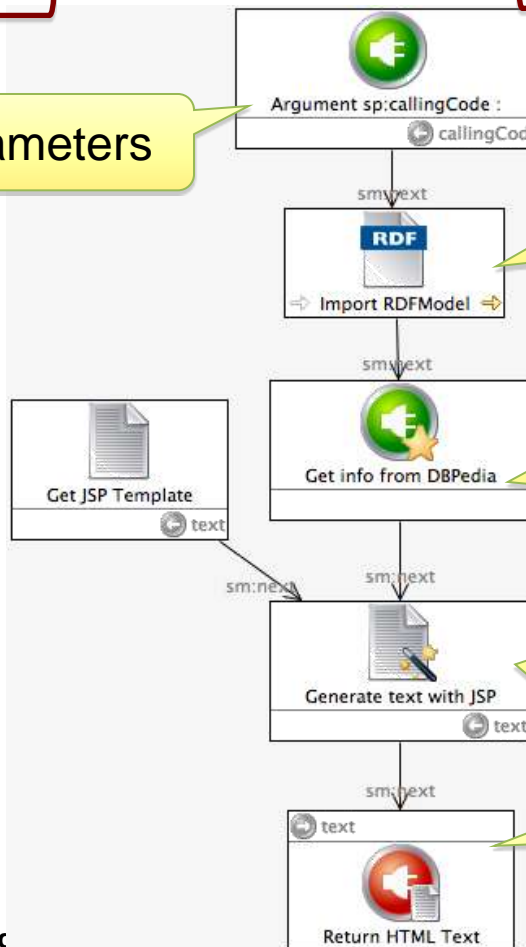 Argument sp:callingCode :
callingCod
ameters
sm:next
RDF
Import RDFModel
sm:next
Get info from DBPedia
Get JSP Template
text
sm:next
sm:next
Generate text with JSP
text
sm:next
text
Return HTML Text